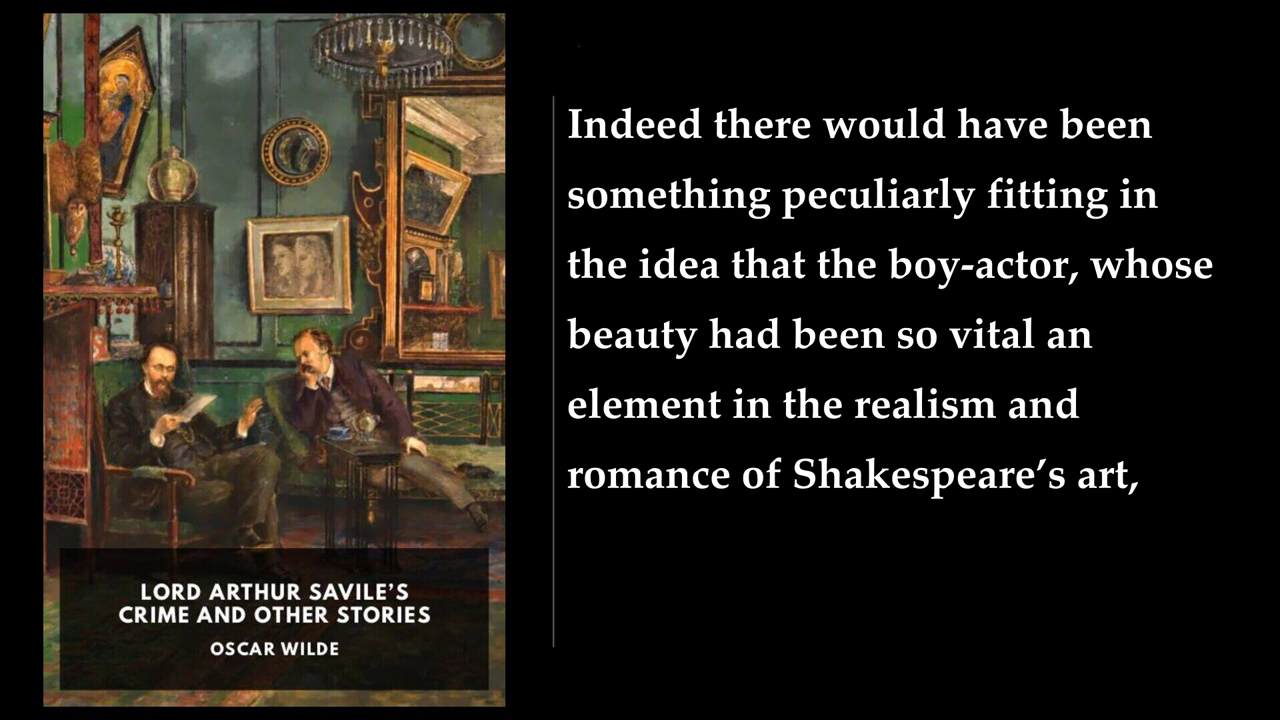 Indeed there would have been
something peculiarly fitting in
the idea that the boy-actor, whose
beauty had been so vital an
element in the realism and
romance of Shakespeare’s art,
LORD ARTHUR SAVILE’S
CRIME AND OTHER STORIES
OSCAR WILDE